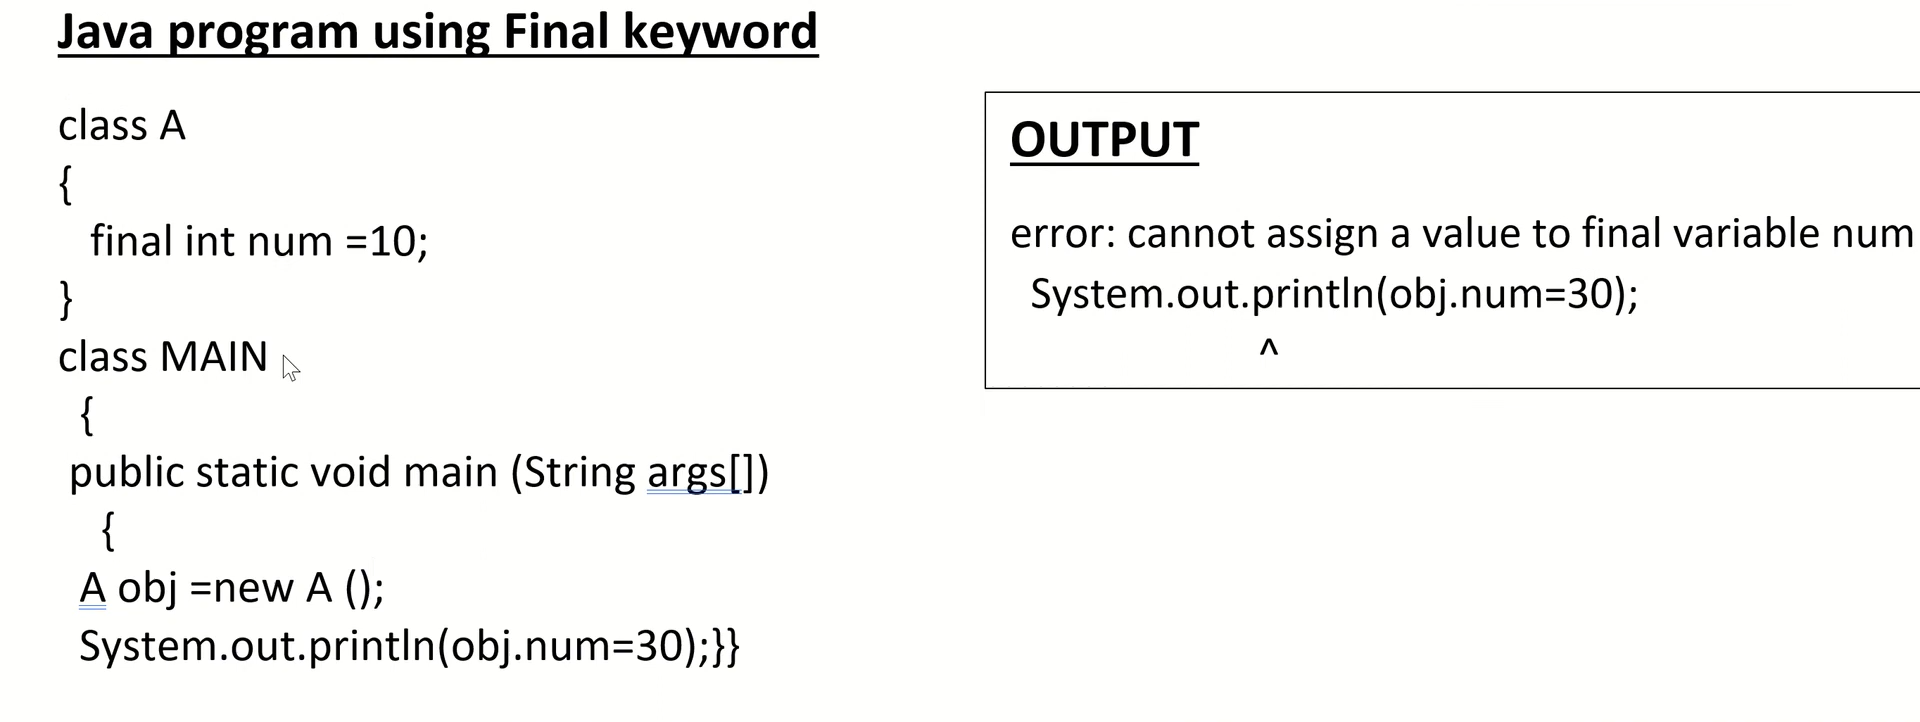 Java program using Final keyword
class A
{
final int num =10;
}
class MAIN
{
public static void main (String args[])
{
A obj =new A ();
System.out.println(obj.num=30);}}
OUTPUT
error: cannot assign a value to final variable num
System.out.println(obj.num=30);
^